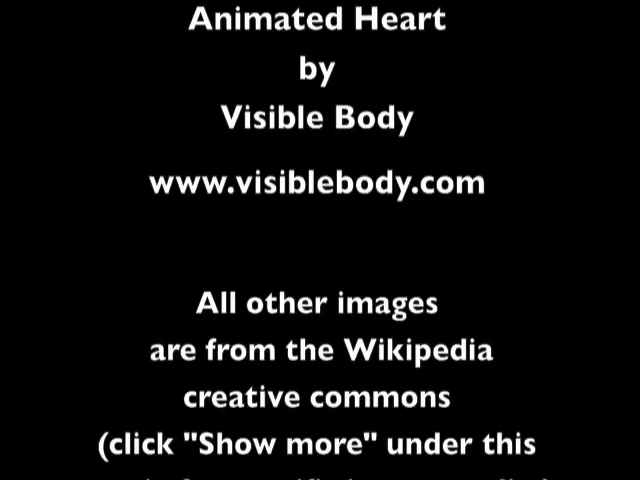 Animated Heart
by
Visible Body
www.visiblebody.com
All other images
are from the Wikipedia
creative commons
(click "Show more" under this